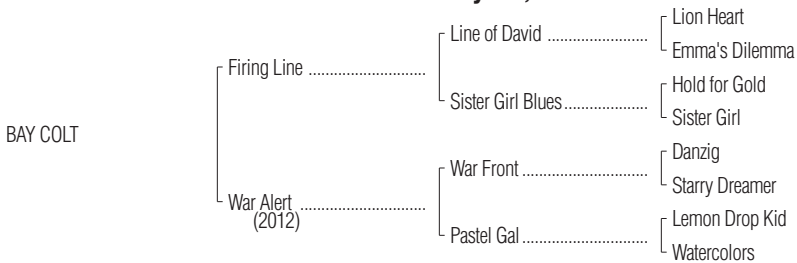 Lion Heart
Line of David
Emma's Dilemma
Firing Line
Hold for Gold
Sister Girl Blues
Sister Girl
BAY COLT
Danzig
War Front
Starry Dreamer
War Alert
(2012)
Lemon Drop Kid
Pastel Gal
Watercolors